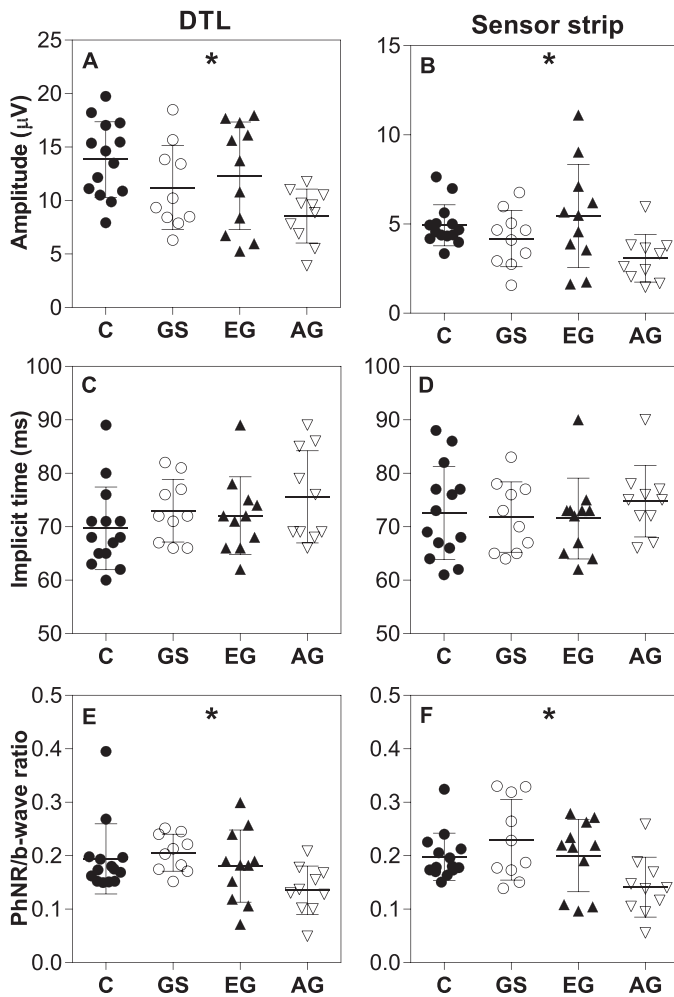 DTL
Sensor strip
A
*
25
20
15
10
5
0
Amplitude (μV)
C GS EG AG
B
*
15
10
5
0
C GS EG AG
C
100
90
80
70
60
50
Implicit time (ms)
C GS EG AG
D
100
90
80
70
60
50
C GS EG AG
E
*
0.5
0.4
0.3
0.2
0.1
0.0
PhNR/b-wave ratio
C GS EG AG
F
*
0.5
0.4
0.3
0.2
0.1
0.0
C GS EG AG